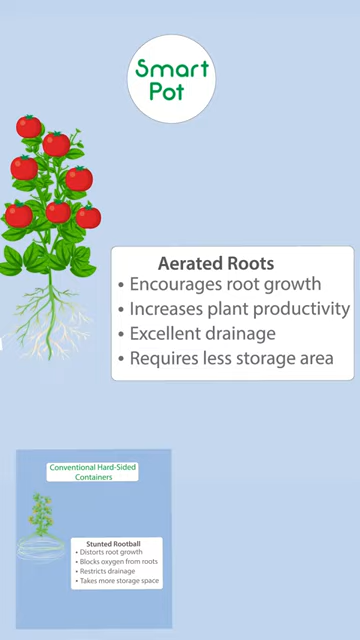 Smart
Pot
Aerated Roots
• Encourages root growth
• Increases plant productivity
• Excellent drainage
• Requires less storage area
Conventional Hard-Sided
Containers
Stunted Rootball
• Distorts root growth
• Blocks oxygen from roots
• Restricts drainage
• Takes more storage space